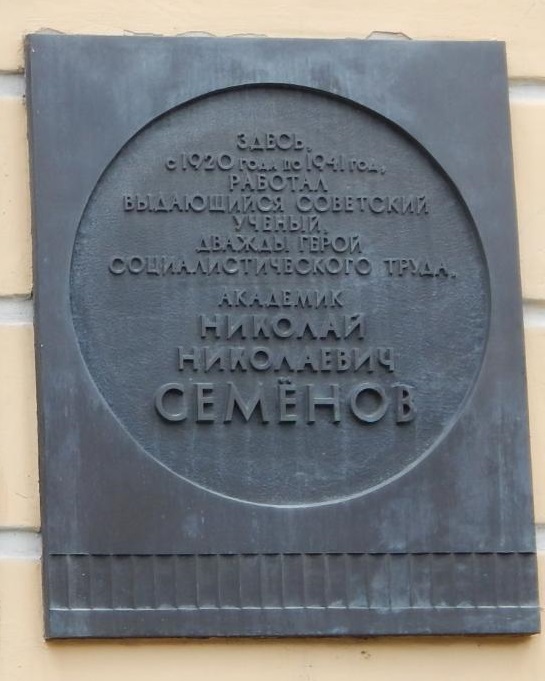 ЗДЕСЬ,
с 1920 года по 1941 год,
РАБОТАЛ
ВЫДАЮЩИЙСЯ СОВЕТСКИЙ
УЧЕНЫЙ,
ДВАЖДЫ ГЕРОЙ
СОЦИАЛИСТИЧЕСКОГО ТРУДА,
АКАДЕМИК
НИКОЛАЙ
НИКОЛАЕВИЧ
СЕМЁНОВ